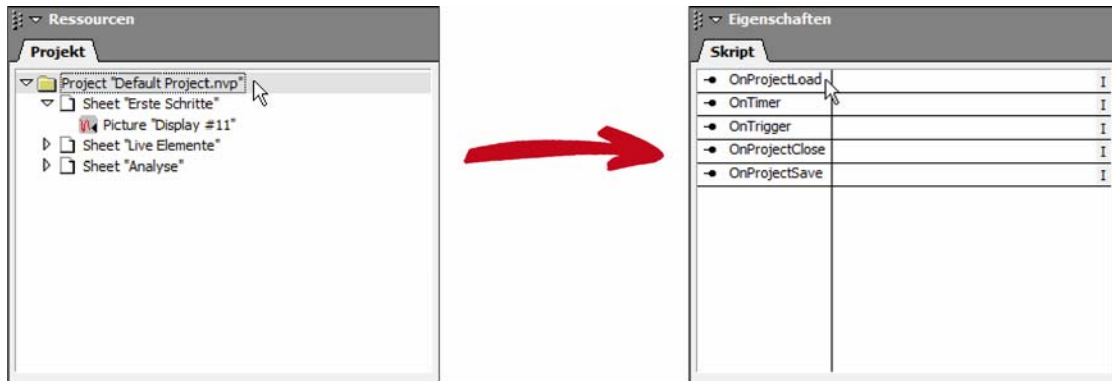 Ressourcen
Projekt
Project "Default Project.nvp"
Sheet "Erste Schritte"
Picture "Display #11"
Sheet "Live Elemente"
Sheet "Analyse"
Eigenschaften
Skript
OnProjectLoad I
OnTimer I
OnTrigger I
OnProjectClose I
OnProjectSave I